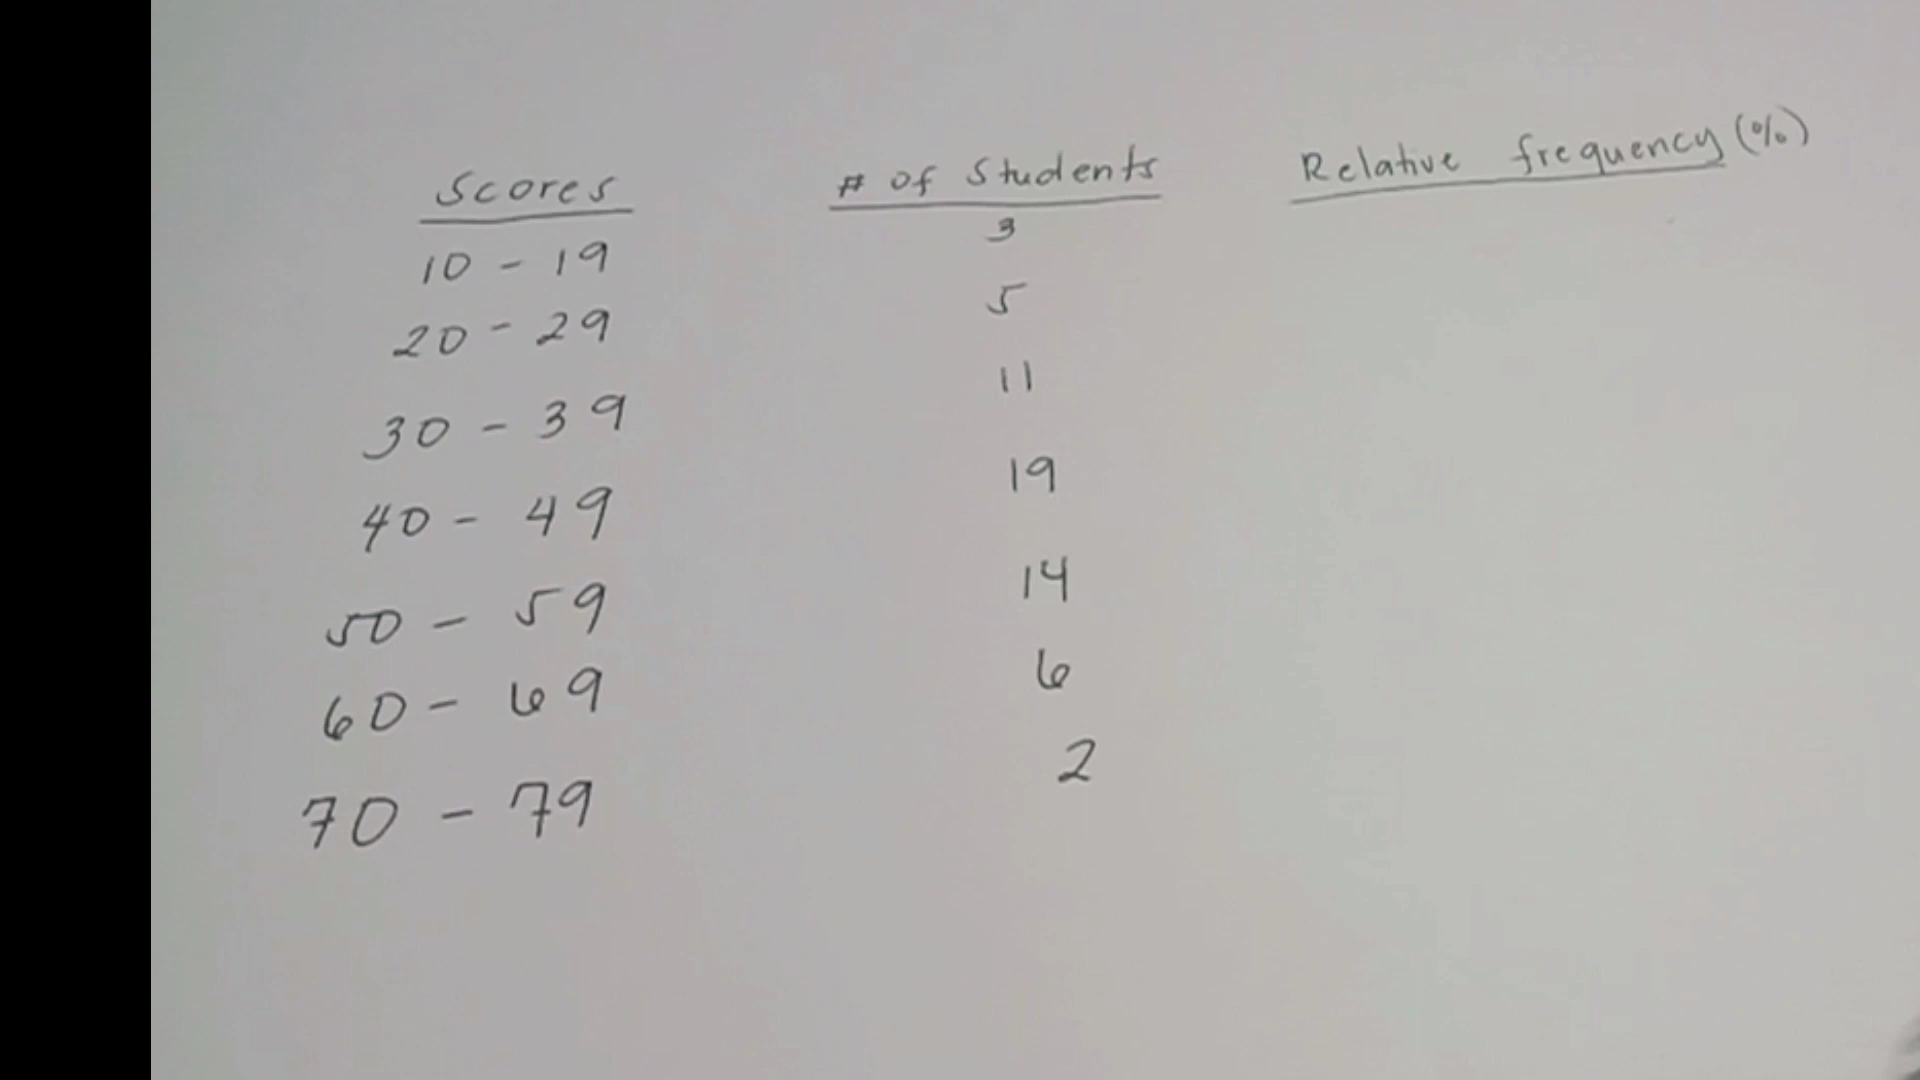 Scores # of Students Relative frequency (%)
10 - 19 3
20 - 29 5
30 - 39 11
40 - 49 19
50 - 59 14
60 - 69 6
70 - 79 2